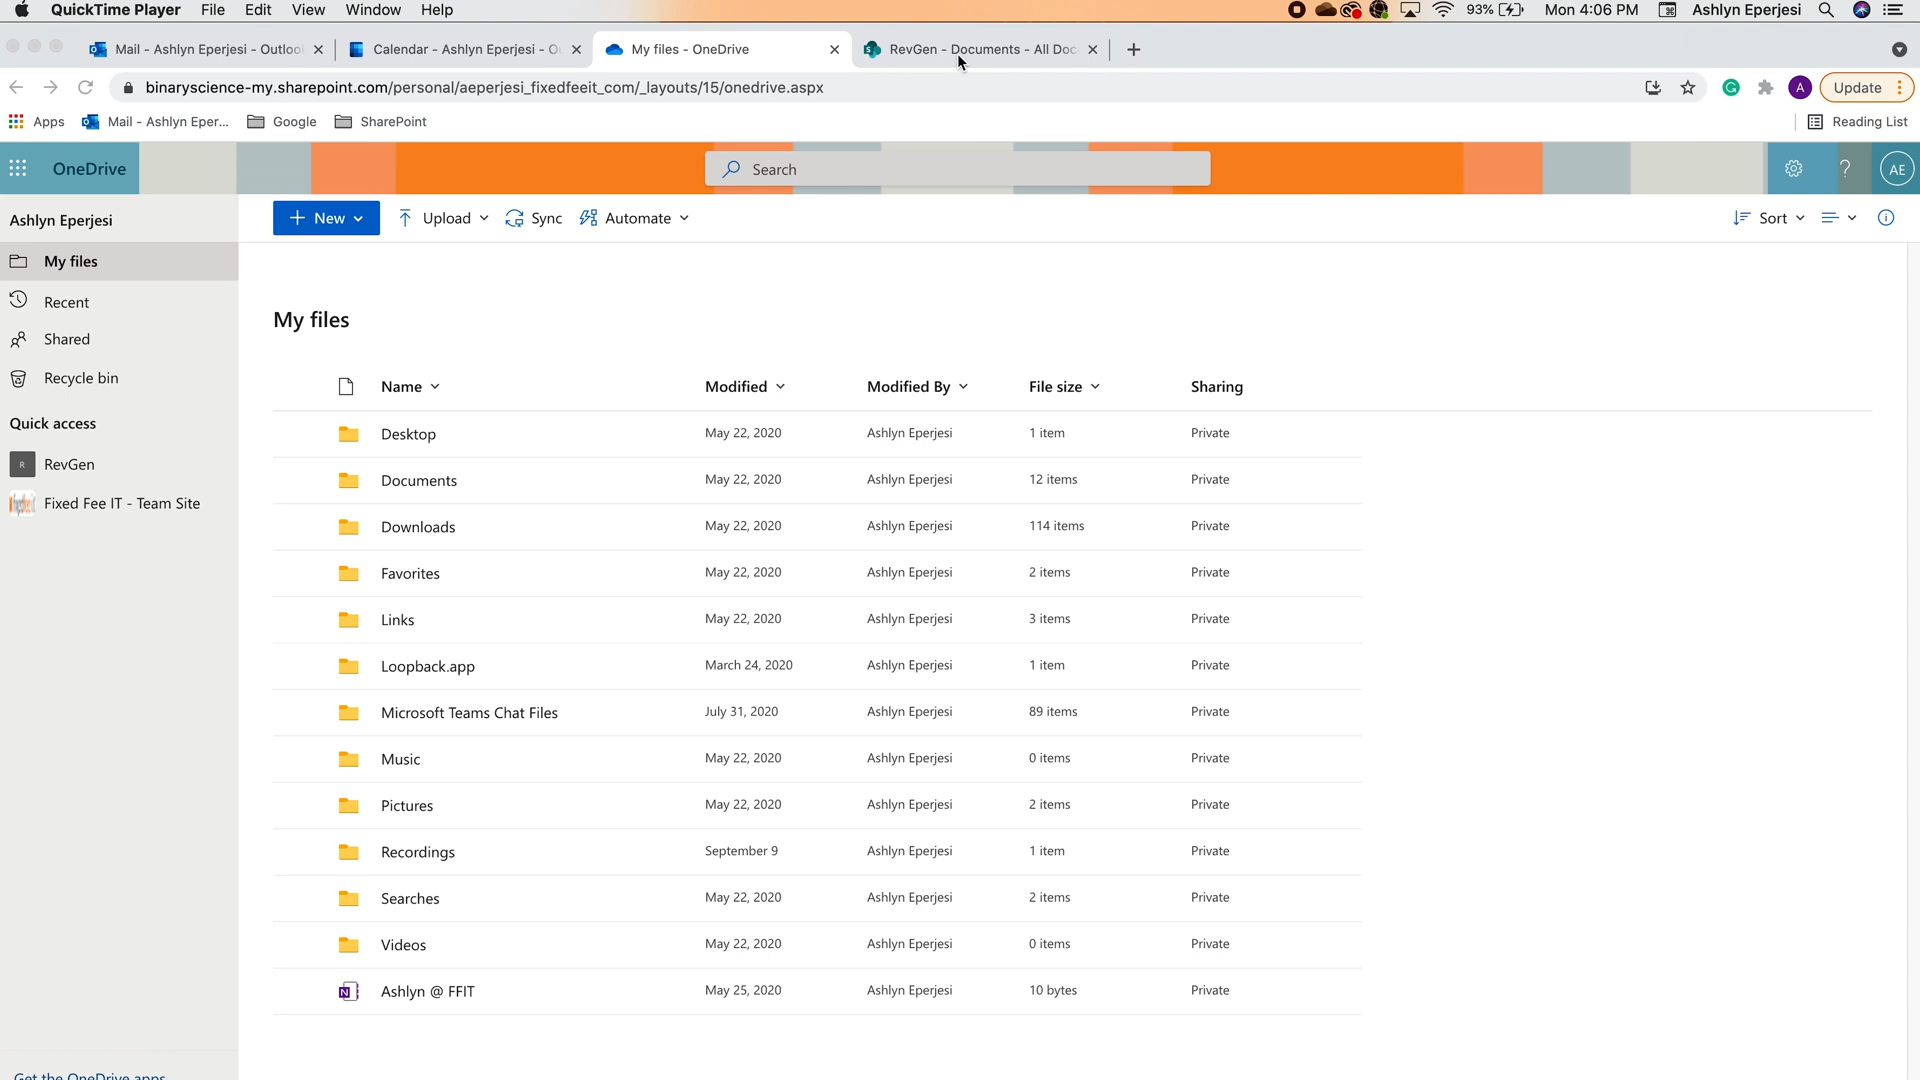 QuickTime Player File Edit View Window Help 93% Mon 4:06 PM Ashlyn Eperjesi
Mail - Ashlyn Eperjesi - Outlool Calendar - Ashlyn Eperjesi - O My files - OneDrive RevGen - Documents - All Doc
binaryscience-my.sharepoint.com/personal/aeperjesi_fixedfeeit_com/_layouts/15/onedrive.aspx A Update
Apps Mail - Ashlyn Eper... Google SharePoint Reading List
OneDrive Search ? AE
Ashlyn Eperjesi
New Upload Sync Automate Sort
My files
Recent
Shared
Recycle bin
Quick access
R RevGen
Fixed Fee IT - Team Site
Get the OneDrive apps
My files
Name Modified Modified By File size Sharing
Desktop May 22, 2020 Ashlyn Eperjesi 1 item Private
Documents May 22, 2020 Ashlyn Eperjesi 12 items Private
Downloads May 22, 2020 Ashlyn Eperjesi 114 items Private
Favorites May 22, 2020 Ashlyn Eperjesi 2 items Private
Links May 22, 2020 Ashlyn Eperjesi 3 items Private
Loopback.app March 24, 2020 Ashlyn Eperjesi 1 item Private
Microsoft Teams Chat Files July 31, 2020 Ashlyn Eperjesi 89 items Private
Music May 22, 2020 Ashlyn Eperjesi 0 items Private
Pictures May 22, 2020 Ashlyn Eperjesi 2 items Private
Recordings September 9 Ashlyn Eperjesi 1 item Private
Searches May 22, 2020 Ashlyn Eperjesi 2 items Private
Videos May 22, 2020 Ashlyn Eperjesi 0 items Private
Ashlyn @ FFIT May 25, 2020 Ashlyn Eperjesi 10 bytes Private